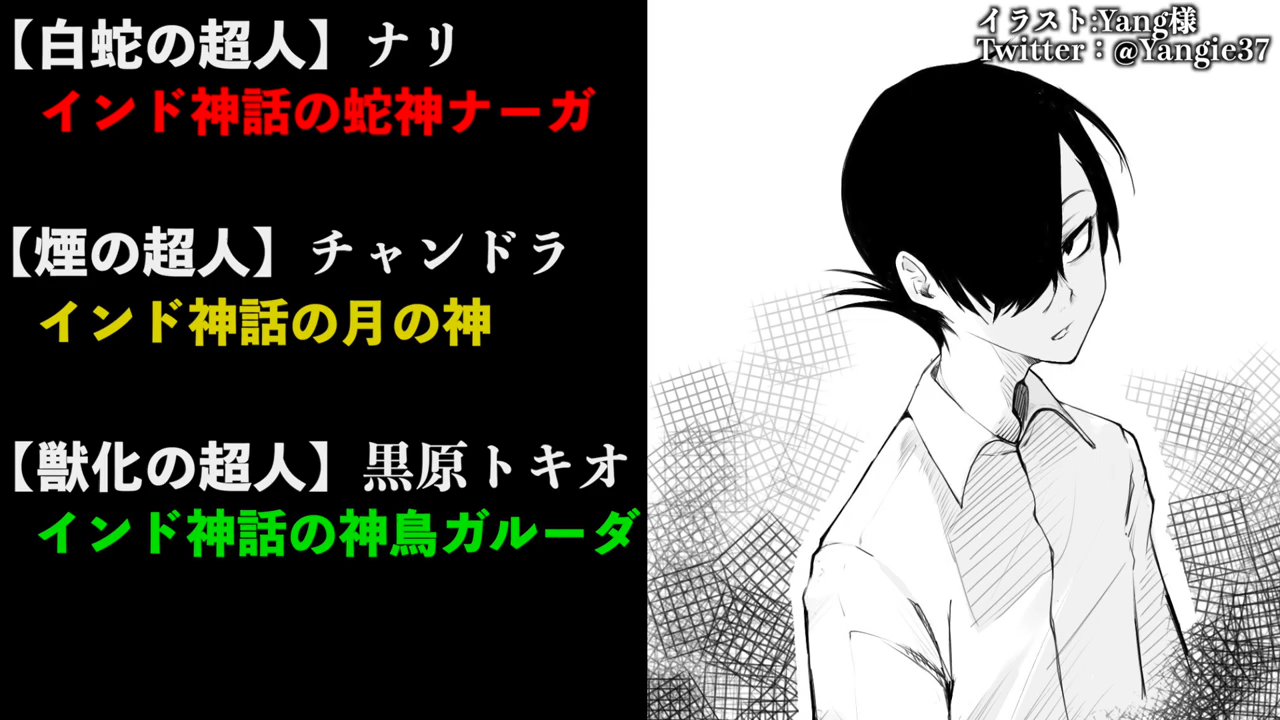 【白蛇の超人】ナリ
インド神話の蛇神ナーガ
【煙の超人】チャンドラ
インド神話の月の神
【獣化の超人】黒原トキオ
インド神話の神鳥ガルーダ
イラスト:Yang様
Twitter：@Yangie37